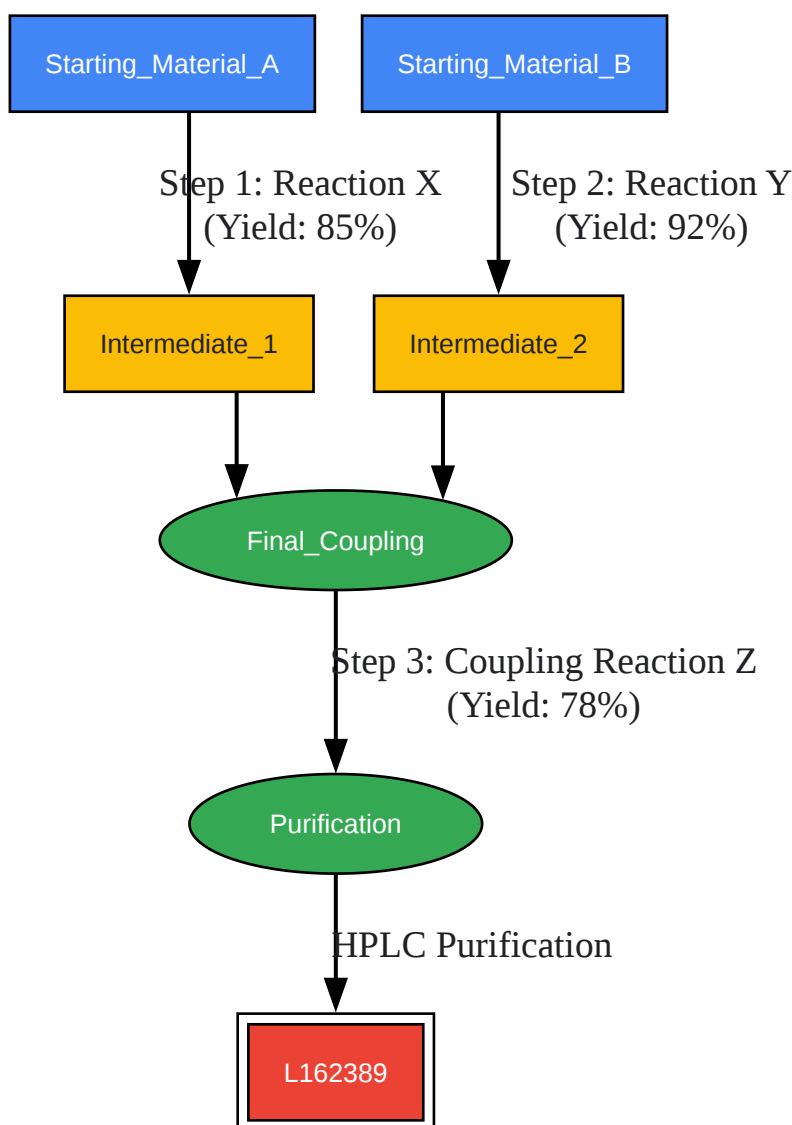 Starting_Material_A
Starting_Material_B
Step 1: Reaction X
(Yield: 85%)
Step 2: Reaction Y
(Yield: 92%)
Intermediate_1
Intermediate_2
Final_Coupling
Step 3: Coupling Reaction Z
(Yield: 78%)
Purification
HPLC Purification
L162389